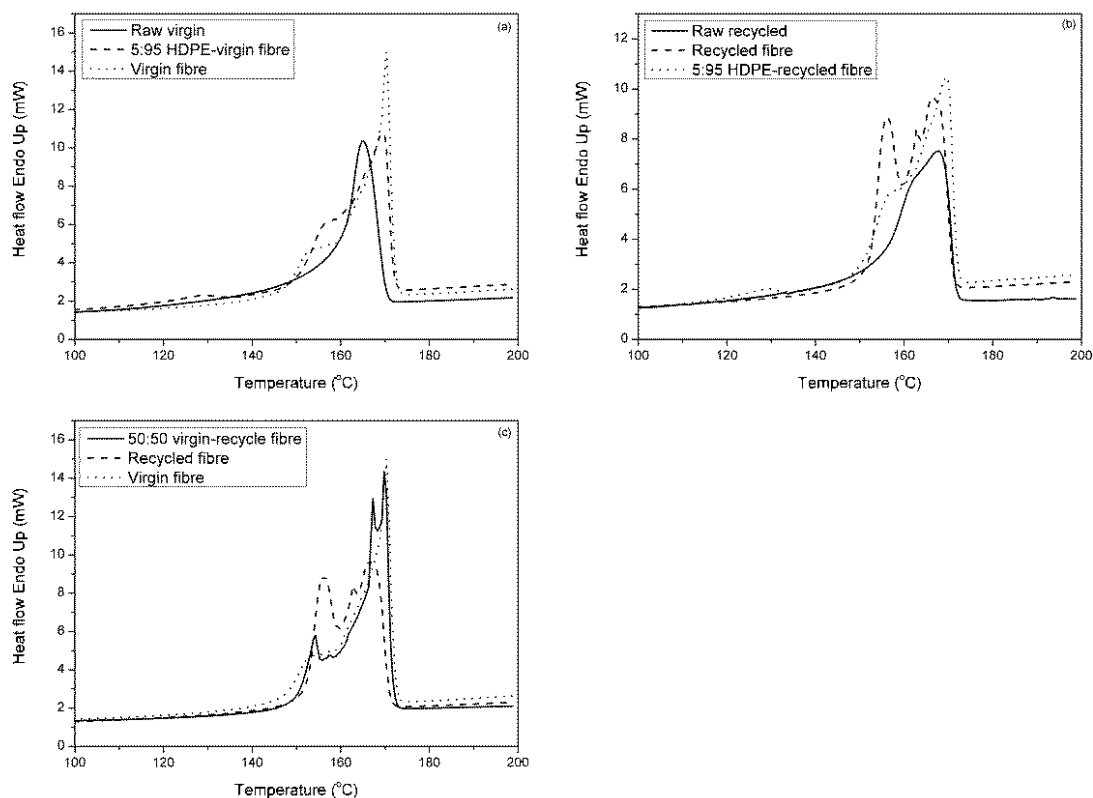 (a)
Raw virgin
5:95 HDPE-virgin fibre
Virgin fibre
Heat flow Endo Up (mW)
16
14
12
10
8
6
4
2
0
100 120 140 160 180 200
Temperature (°C)
(b)
Raw recycled
Recycled fibre
5:95 HDPE-recycled fibre
Heat flow Endo Up (mW)
12
10
8
6
4
2
0
100 120 140 160 180 200
Temperature (°C)
(c)
50:50 virgin-recycle fibre
Recycled fibre
Virgin fibre
Heat flow Endo Up (mW)
16
14
12
10
8
6
4
2
0
100 120 140 160 180 200
Temperature (°C)